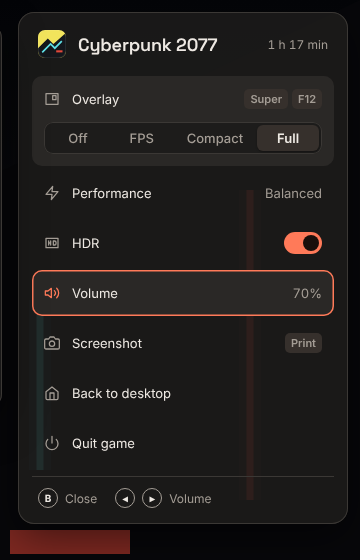 Cyberpunk 2077 1 h 17 min
Overlay Super F12
Off FPS Compact Full
Performance Balanced
HD HDR
Volume 70%
Screenshot Print
Back to desktop
Quit game
B Close ◄ ► Volume